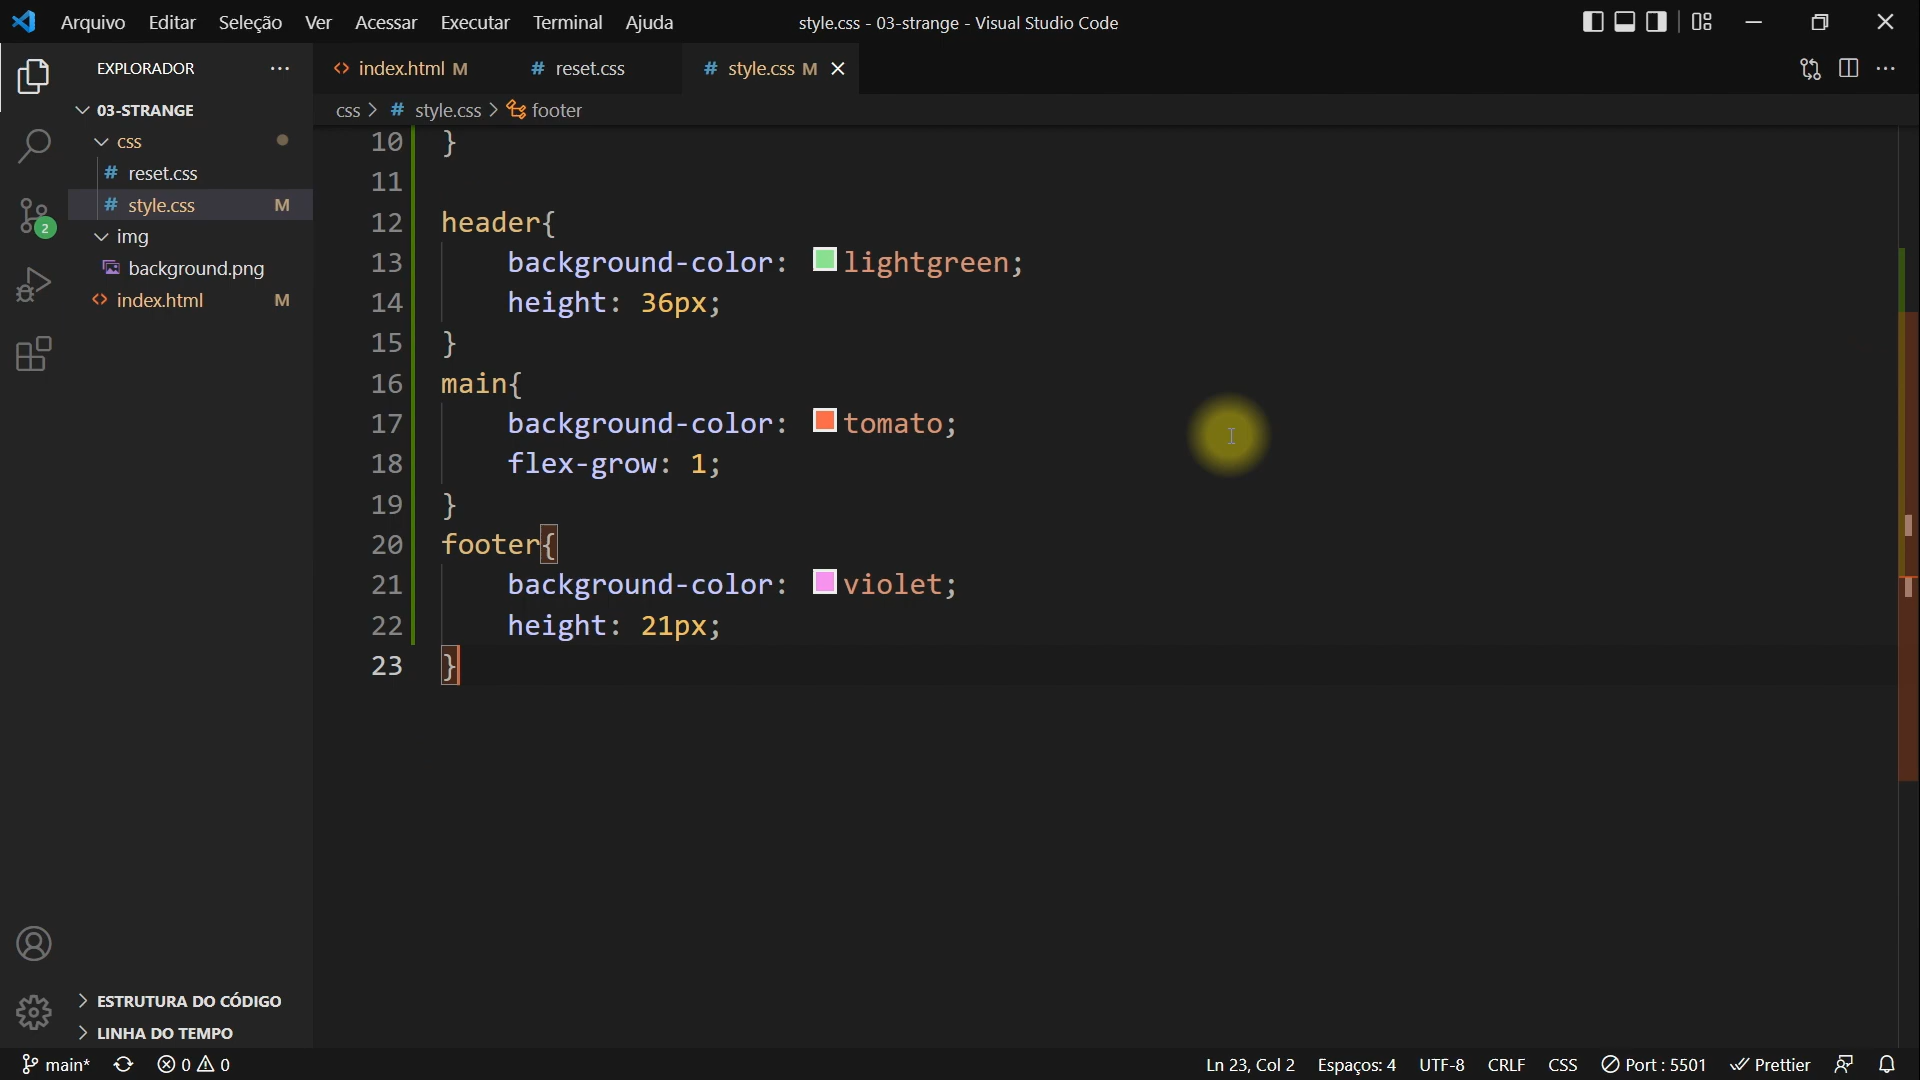 Arquivo Editar Seleção Ver Acessar Executar Terminal Ajuda style.css - 03-strange - Visual Studio Code
EXPLORADOR ··· <> index.html M # reset.css # style.css M
03-STRANGE
css > # style.css > footer
css
# reset.css
# style.css M
img
background.png
<> index.html M
10 }
11
12 header{
13 background-color: lightgreen;
14 height: 36px;
15 }
16 main{
17 background-color: tomato;
18 flex-grow: 1;
19 }
20 footer{
21 background-color: violet;
22 height: 21px;
23 }
2
ESTRUTURA DO CÓDIGO
LINHA DO TEMPO
main* 0 0 Ln 23, Col 2 Espaços: 4 UTF-8 CRLF CSS Port : 5501 Prettier